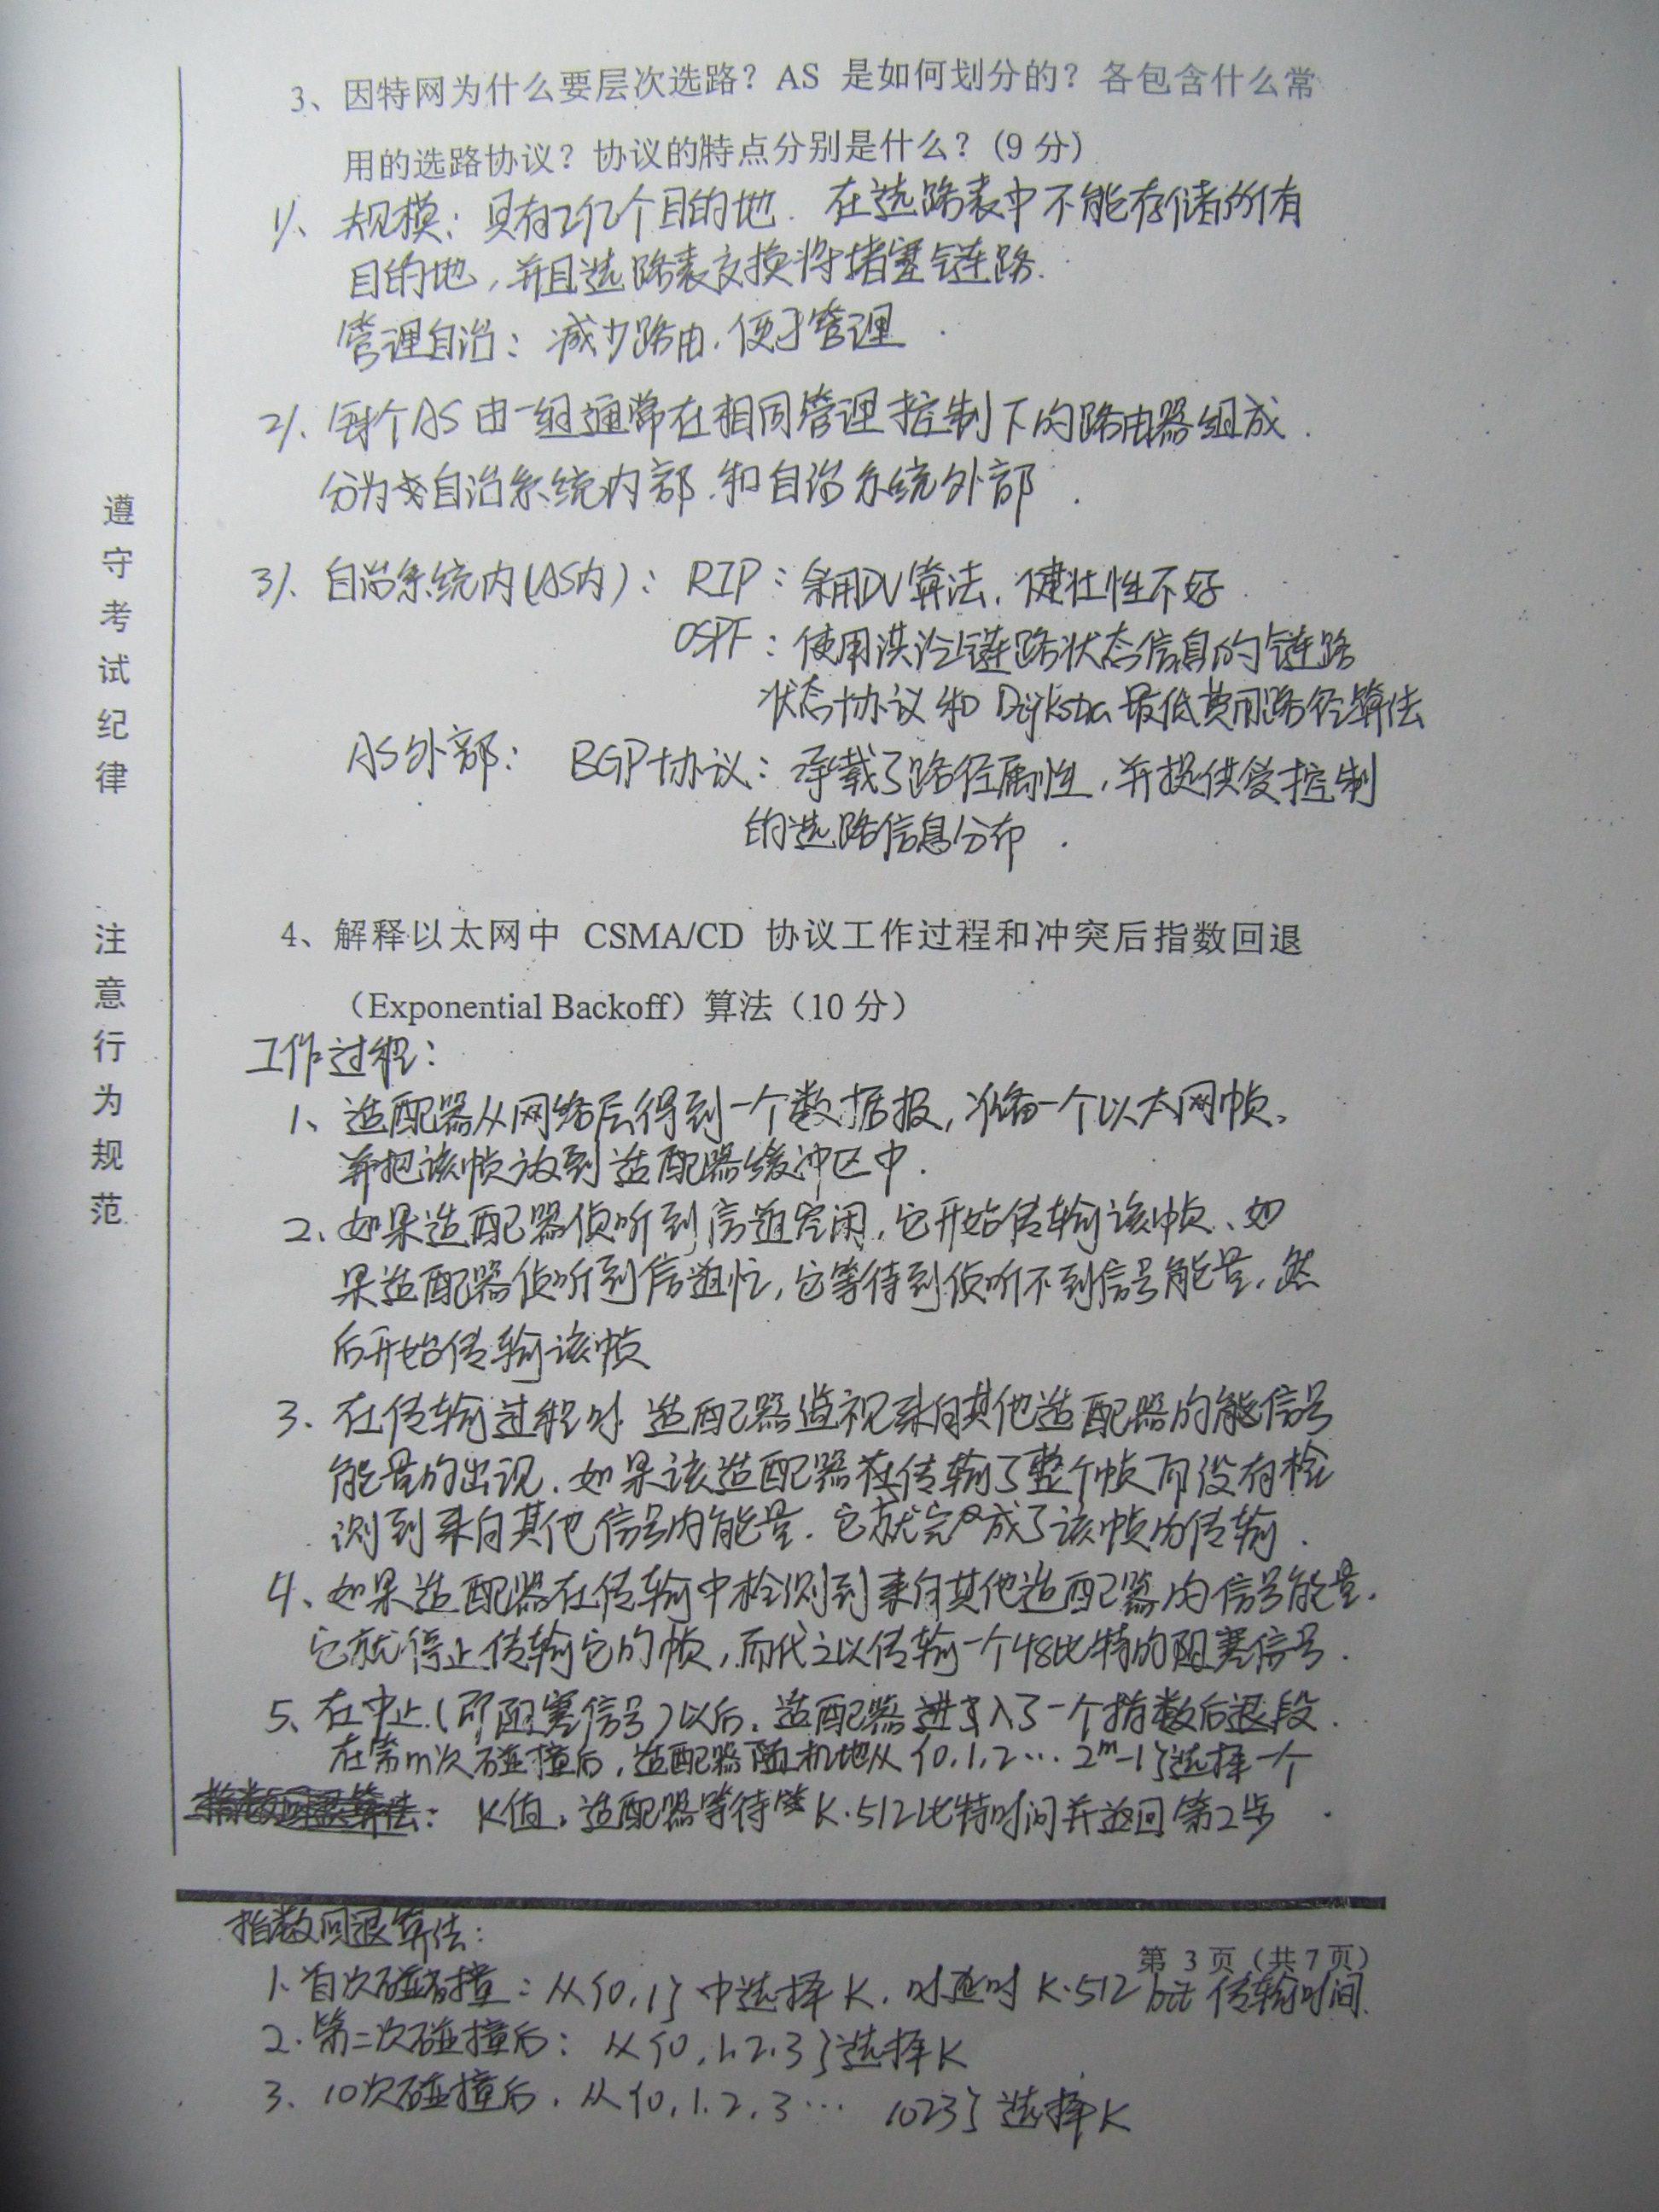 3、因特网为什么要层次选路？AS 是如何划分的？各包含什么常
用的选路协议？协议的特点分别是什么？(9 分)
1、规模：具有2亿个目的地. 在选路表中不能存储所有
目的地，并且选路表交换将堵塞链路.
管理自治：减少路由，便于管理.
2、每个AS由一组通常在相同管理控制下的路由器组成.
分为自治系统内部 和自治系统外部.
3、自治系统内(AS内)：RIP：采用DV算法，健壮性不好
OSPF：使用洪泛链路状态信息的链路
状态协议和 Dijkstra 最低费用路径算法
AS外部：BGP协议：承载了路径属性，并提供受控制
的选路信息分布.
4、解释以太网中 CSMA/CD 协议工作过程和冲突后指数回退
（Exponential Backoff）算法（10 分）
工作过程：
1、适配器从网络层得到一个数据报，准备一个以太网帧、
并把该帧放到适配器缓冲区中.
2、如果适配器侦听到信道空闲，它开始传输该帧、如
果适配器侦听到信道忙，它等待到侦听不到信号能量，然
后开始传输该帧
3、在传输过程时 适配器监视来自其他适配器的信号
能量的出现. 如果该适配器在传输了整个帧而没有检
测到来自其他信号的能量. 它就完成了该帧的传输.
4、如果适配器在传输中检测到来自其他适配器的信号能量.
它就停止传输它的帧，而代之以传输一个48比特的阻塞信号.
5、在中止(即阻塞信号)以后. 适配器进入了一个指数后退段.
在第m次碰撞后，适配器随机地从{0,1,2…2^m-1}选择一个
K值。适配器等待 K·512比特时间并返回第2步.
指数回退算法：
第 3 页（共 7 页）
1. 首次碰撞：从{0,1}中选择K. 时延时 K·512 bit 传输时间.
2. 第二次碰撞后：从{0,1,2,3}选择K
3、10次碰撞后，从{0,1,2,3… 1023}选择K
遵守考试纪律 注意行为规范